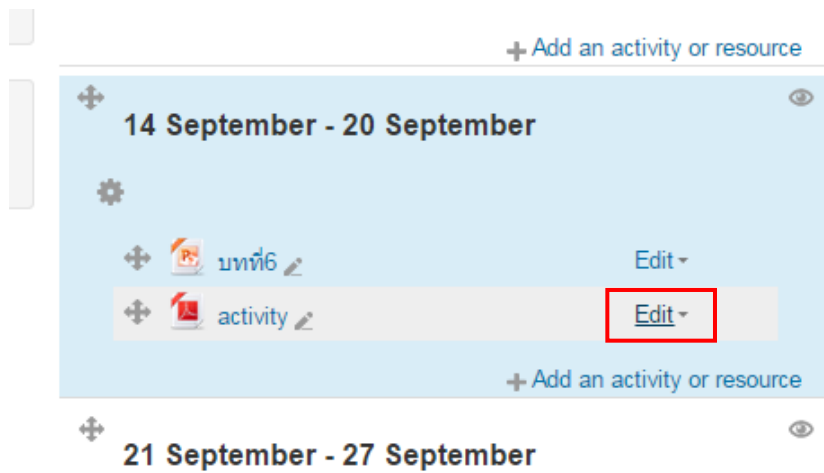 Add an activity or resource
14 September - 20 September
บทที่6 Edit
activity Edit
Add an activity or resource
21 September - 27 September